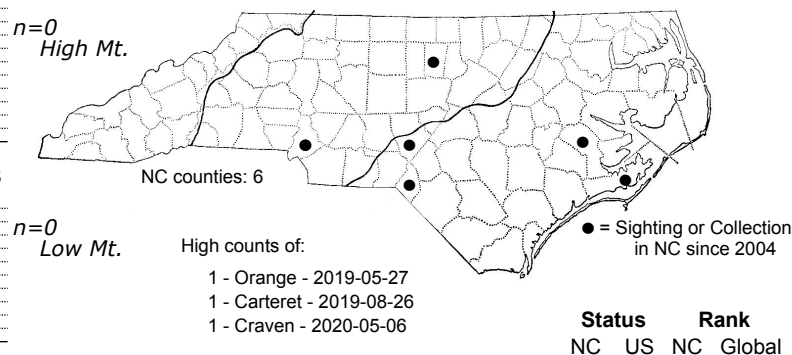 n=0
High Mt.
NC counties: 6
n=0
Low Mt.
High counts of:
1 - Orange - 2019-05-27
1 - Carteret - 2019-08-26
1 - Craven - 2020-05-06
● = Sighting or Collection
in NC since 2004
Status Rank
NC US NC Global